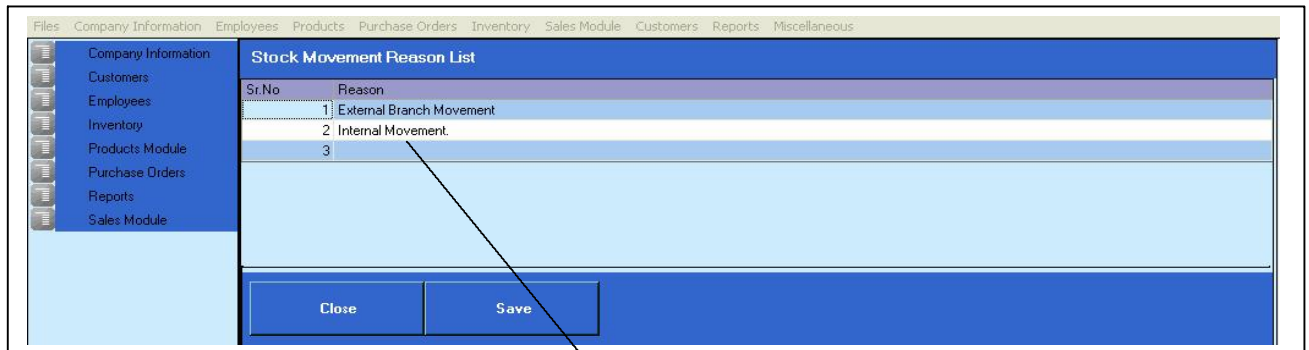 Files Company Information Employees Products Purchase Orders Inventory Sales Module Customers Reports Miscellaneous
Company Information
Customers
Employees
Inventory
Products Module
Purchase Orders
Reports
Sales Module
Stock Movement Reason List
Sr.No Reason
1 External Branch Movement
2 Internal Movement.
3
Close Save